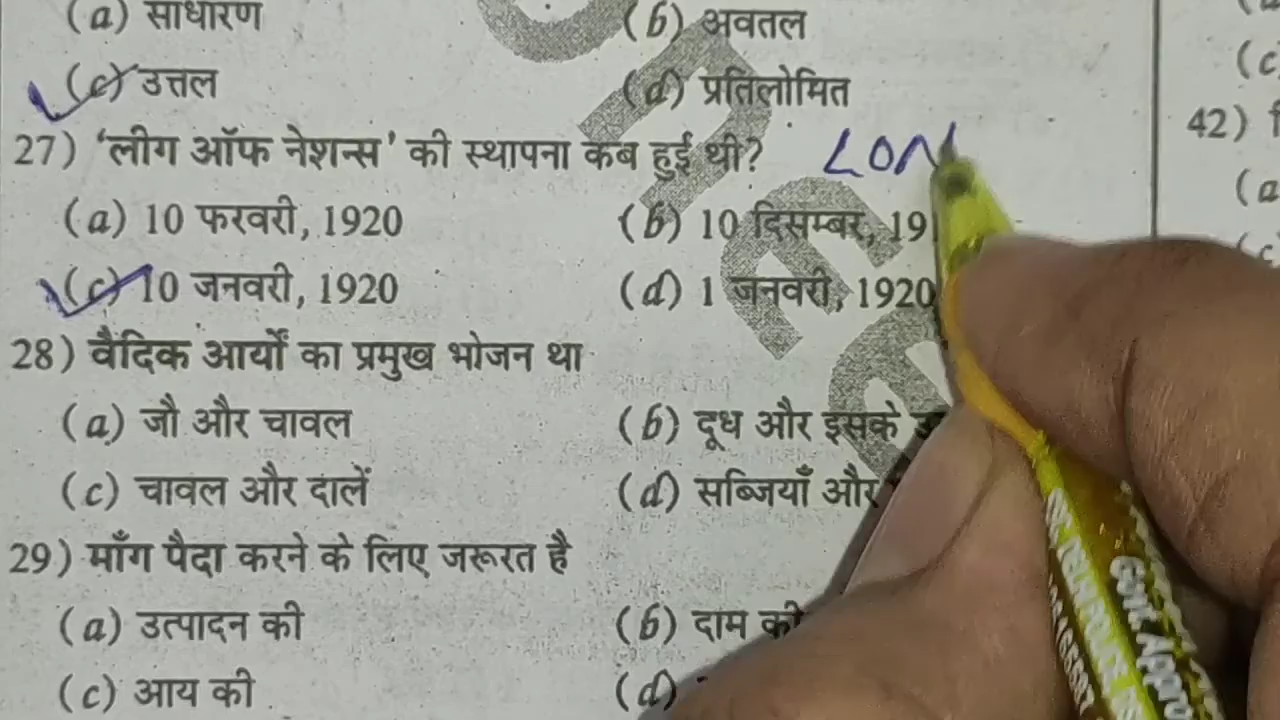 (a) साधारण (b) अवतल
(c) उत्तल (d) प्रतिलोमित
27) 'लीग ऑफ नेशन्स' की स्थापना कब हुई थी? LON
(a) 10 फरवरी, 1920 (b) 10 दिसम्बर, 19
(c) 10 जनवरी, 1920 (d) 1 जनवरी, 1920
28) वैदिक आर्यों का प्रमुख भोजन था
(a) जौ और चावल (b) दूध और इसके
(c) चावल और दालें (d) सब्जियाँ और
29) माँग पैदा करने के लिए जरूरत है
(a) उत्पादन की (b) दाम की
(c) आय की (d)
42)
(a
(c